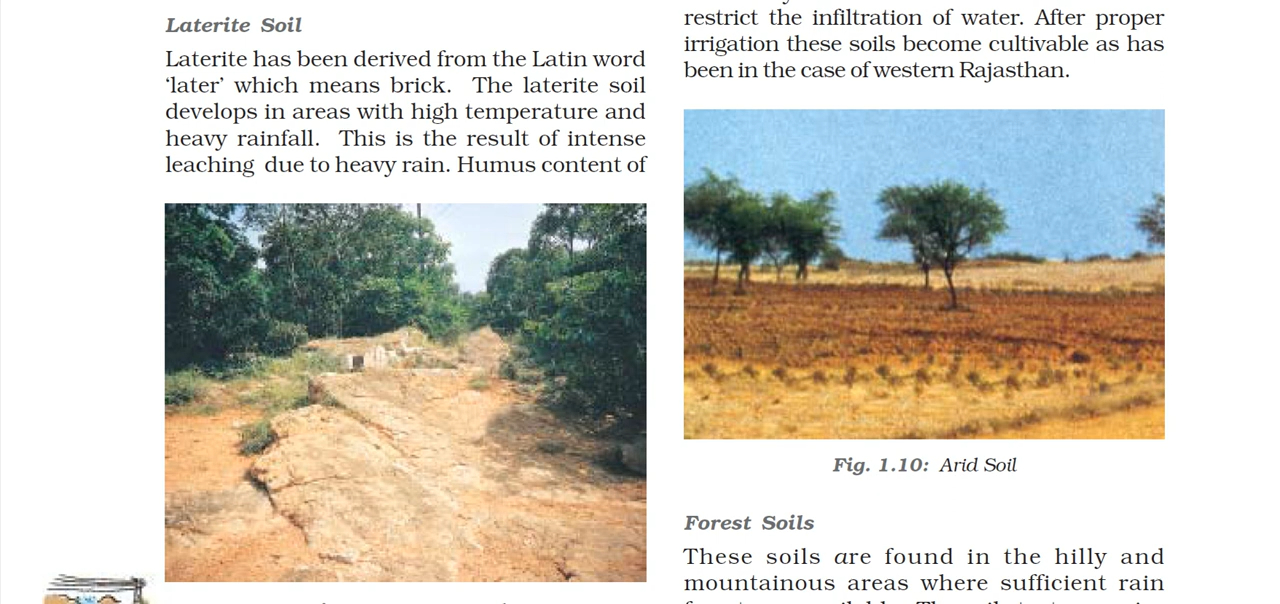 Laterite Soil
Laterite has been derived from the Latin word
‘later’ which means brick. The laterite soil
develops in areas with high temperature and
heavy rainfall. This is the result of intense
leaching due to heavy rain. Humus content of
restrict the infiltration of water. After proper
irrigation these soils become cultivable as has
been in the case of western Rajasthan.
Fig. 1.10: Arid Soil
Forest Soils
These soils are found in the hilly and
mountainous areas where sufficient rain